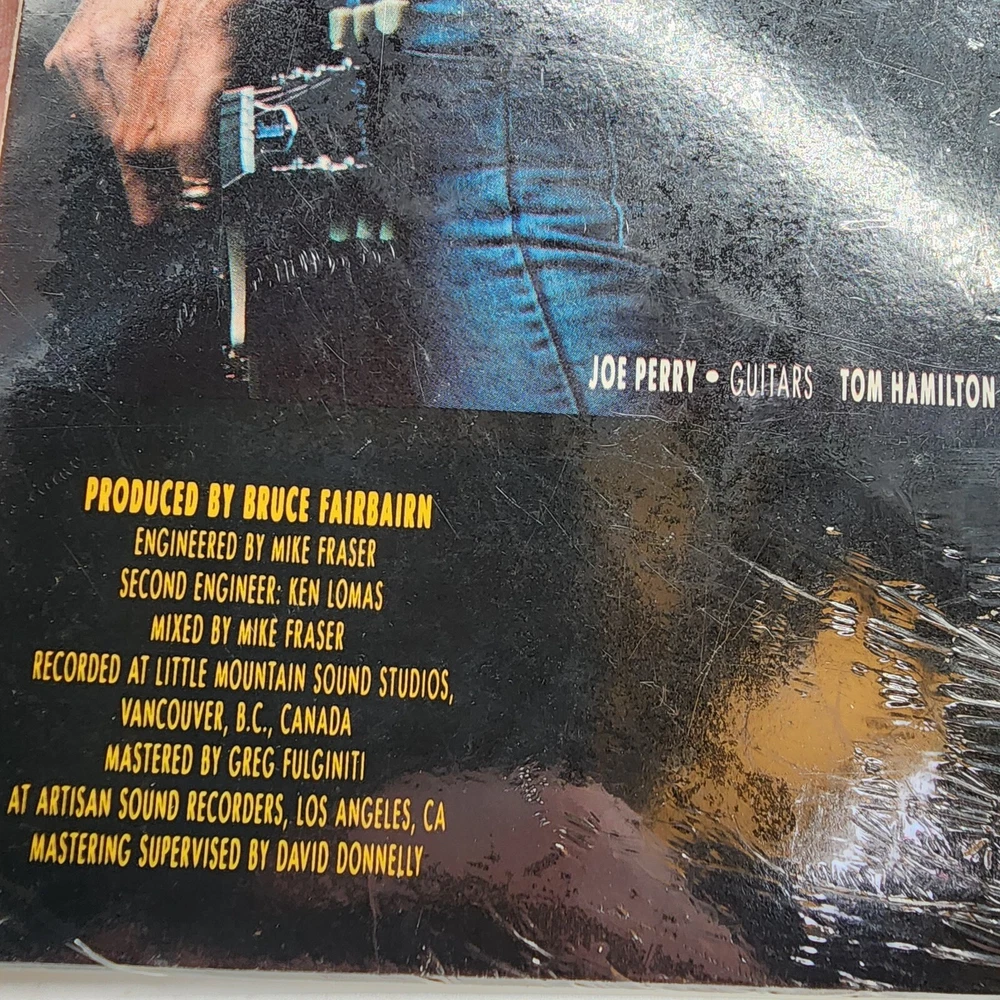 JOE PERRY • GUITARS TOM HAMILTON
PRODUCED BY BRUCE FAIRBAIRN
ENGINEERED BY MIKE FRASER
SECOND ENGINEER: KEN LOMAS
MIXED BY MIKE FRASER
RECORDED AT LITTLE MOUNTAIN SOUND STUDIOS,
VANCOUVER, B.C., CANADA
MASTERED BY GREG FULGINITI
AT ARTISAN SOUND RECORDERS, LOS ANGELES, CA
MASTERING SUPERVISED BY DAVID DONNELLY